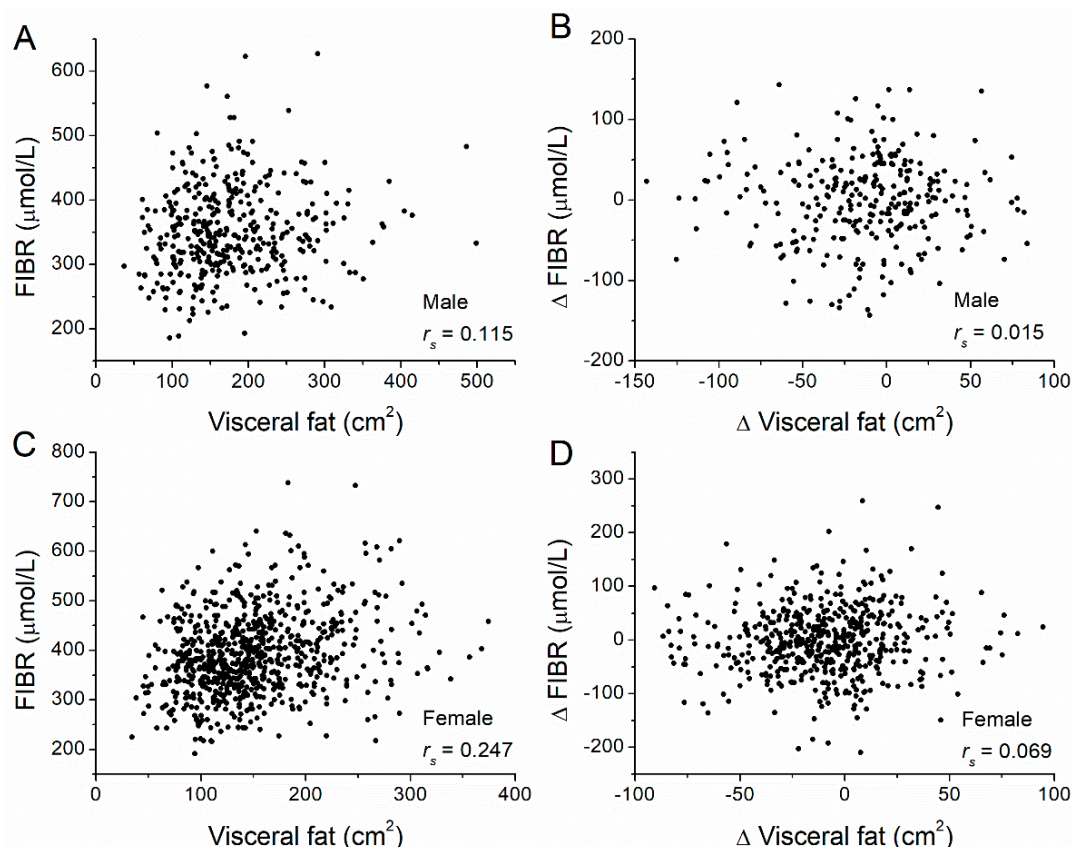 A
600
500
400
300
200
FIBR (μmol/L)
Male
rs = 0.115
0 100 200 300 400 500
Visceral fat (cm2)
B
200
100
0
-100
-200
Δ FIBR (μmol/L)
Male
rs = 0.015
-150 -100 -50 0 50 100
Δ Visceral fat (cm2)
C
800
700
600
500
400
300
200
FIBR (μmol/L)
Female
rs = 0.247
0 100 200 300 400
Visceral fat (cm2)
D
300
200
100
0
-100
-200
Δ FIBR (μmol/L)
Female
rs = 0.069
-100 -50 0 50 100
Δ Visceral fat (cm2)